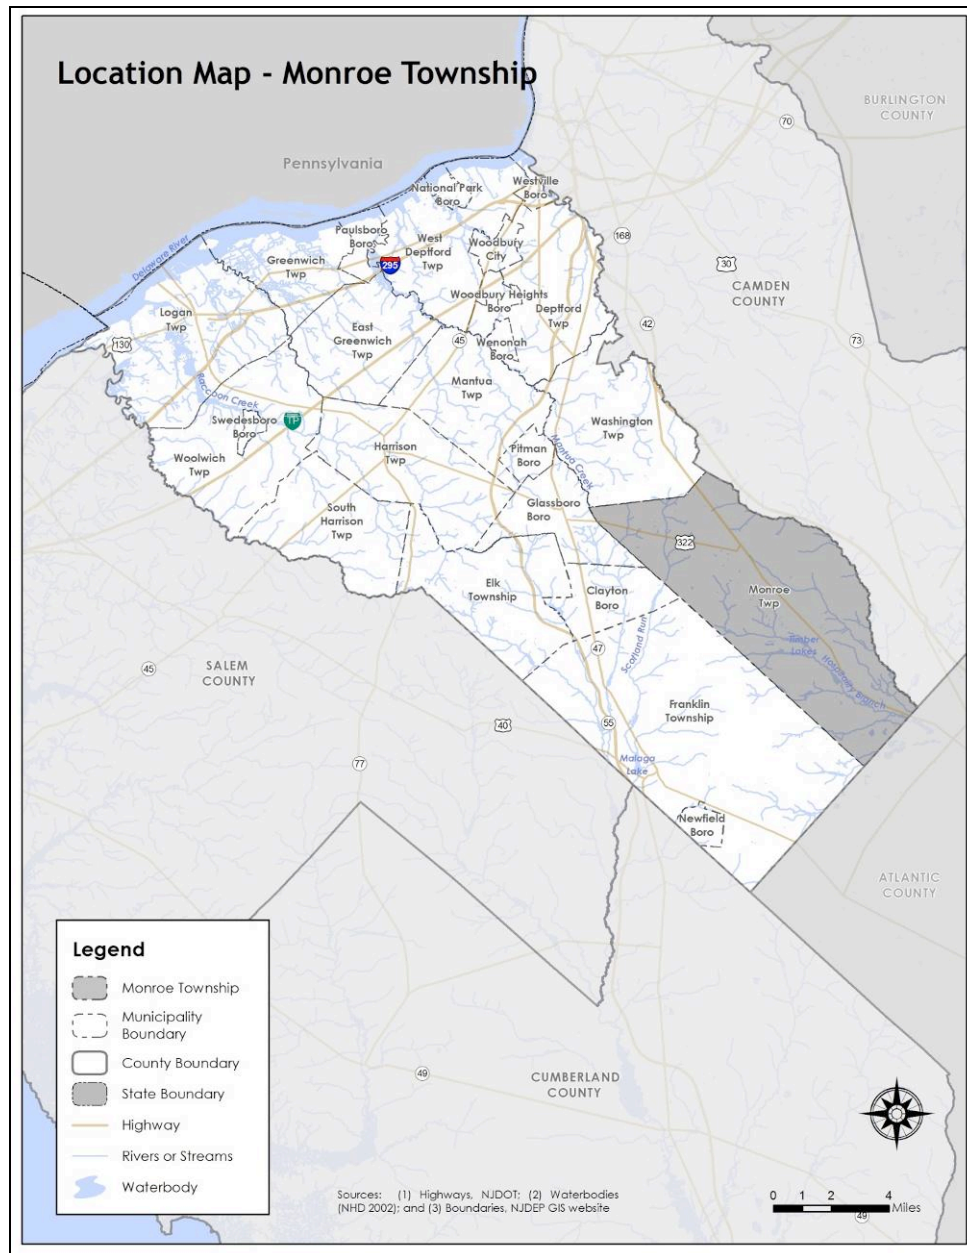 Location Map - Monroe Township
BURLINGTON
COUNTY
70
Pennsylvania
National Park
Boro
Westville
Boro
Paulsboro
Boro
West
Deptford
Twp
Woodbury
City
168
Delaware River
Greenwich
Twp
295
30
CAMDEN
COUNTY
Woodbury Heights
Boro
Deptford
Twp
Logan
Twp
130
East
Greenwich
Twp
45
Wenonah
Boro
42
73
Raccoon Creek
Mantua
Twp
Swedesboro
Boro
TP
Washington
Twp
Woolwich
Twp
Harrison
Twp
Pitman
Boro
Mantua Creek
South
Harrison
Twp
Glassboro
Boro
322
Elk
Township
Clayton
Boro
Monroe
Twp
Scotland Run
Timber
Lakes
Hospitality Branch
47
45
SALEM
COUNTY
Franklin
Township
40
55
Malaga
Lake
77
Newfield
Boro
ATLANTIC
COUNTY
Legend
Monroe Township
Municipality
Boundary
County Boundary
State Boundary
Highway
Rivers or Streams
Waterbody
49
CUMBERLAND
COUNTY
Sources: (1) Highways, NJDOT; (2) Waterbodies
(NHD 2002); and (3) Boundaries, NJDEP GIS website
0 1 2 4
Miles
49